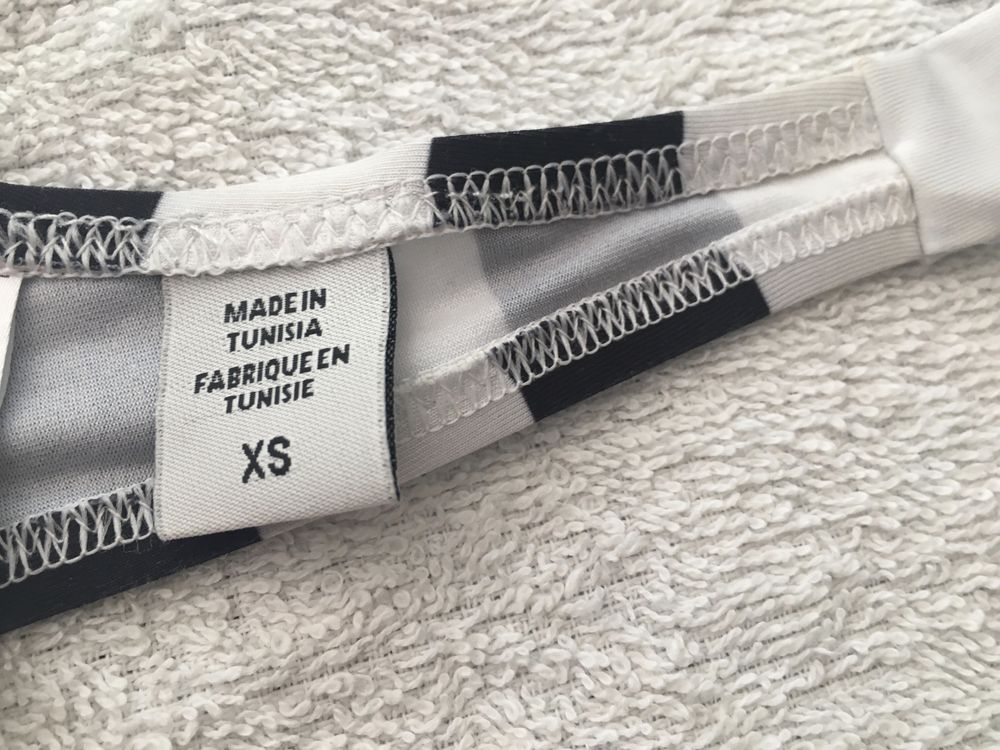 MADE IN
TUNISIA
FABRIQUE EN
TUNISIE
XS